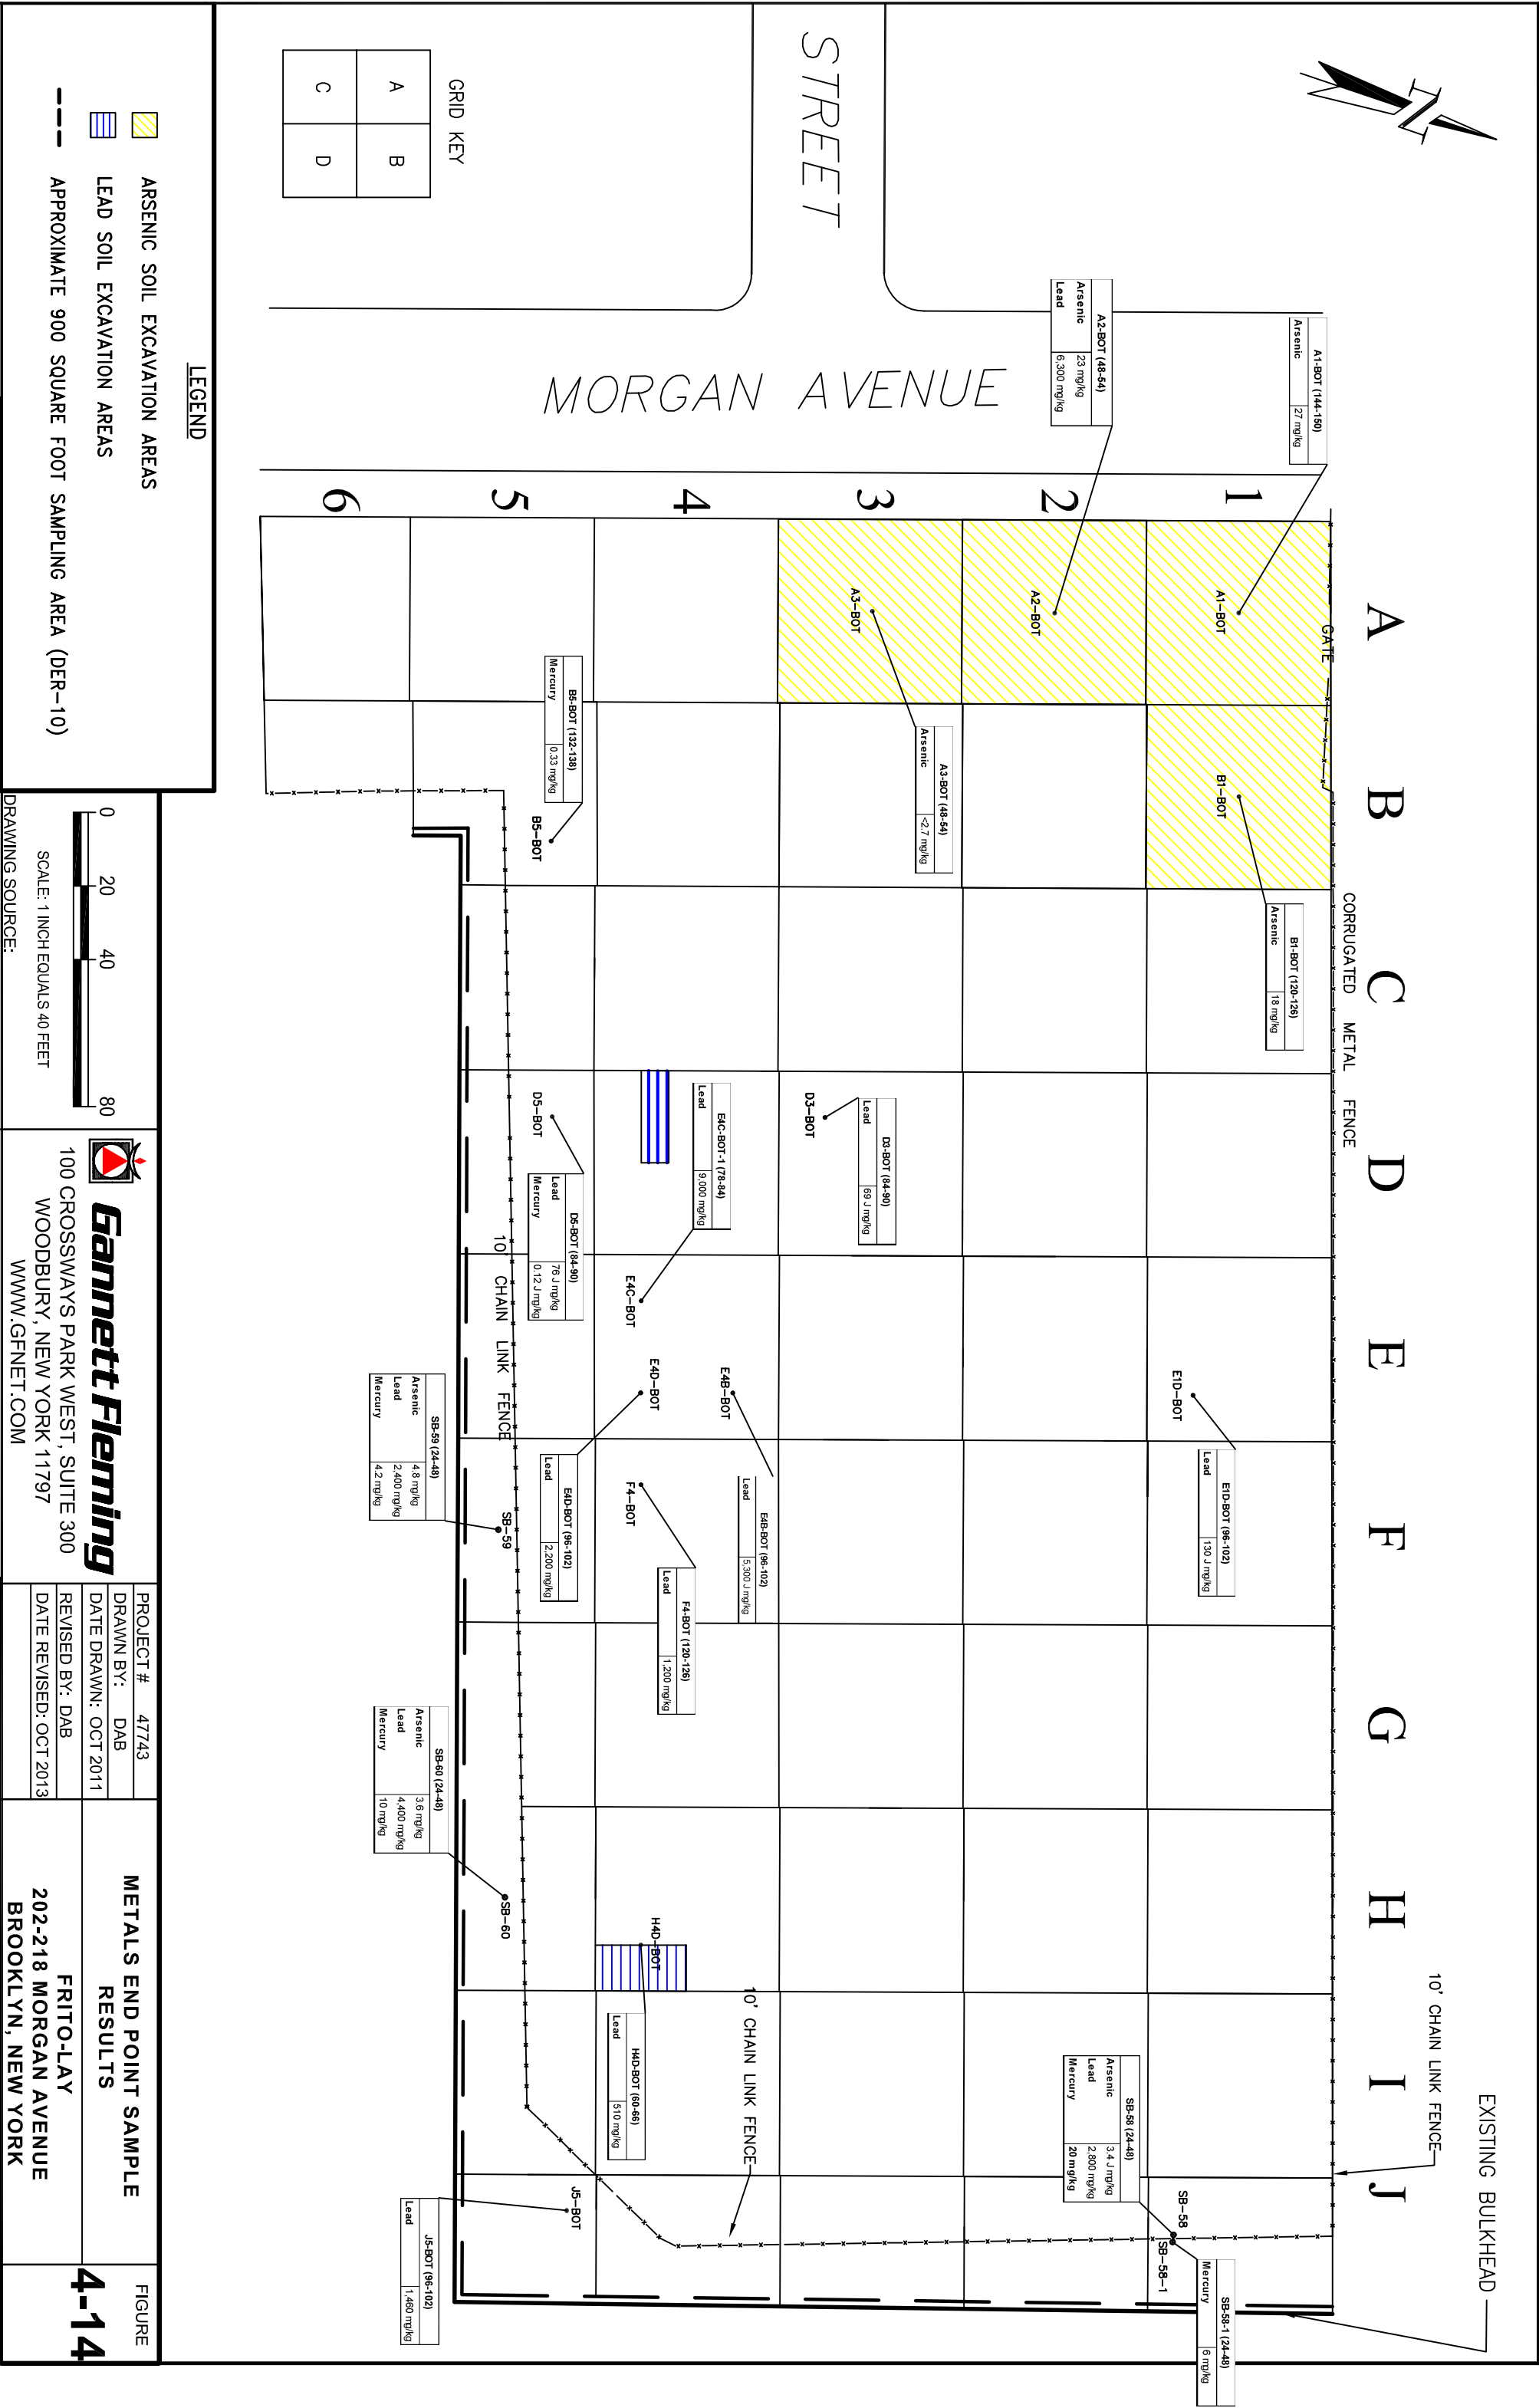 EXISTING BULKHEAD
10' CHAIN LINK FENCE
A
B
C
D
E
F
G
H
I
J
GATE
CORRUGATED METAL FENCE
1
2
3
4
5
6
STREET
MORGAN AVENUE
A1-BOT (144-150)
Arsenic 27 mg/kg
A1-BOT
A2-BOT (48-54)
Arsenic 23 mg/kg
Lead 6,300 mg/kg
A2-BOT
A3-BOT
A3-BOT (48-54)
Arsenic <2.7 mg/kg
B1-BOT
B1-BOT (120-126)
Arsenic 18 mg/kg
B5-BOT (132-138)
Mercury 0.33 mg/kg
B5-BOT
D3-BOT (84-90)
Lead 69 J mg/kg
D3-BOT
E4C-BOT-1 (78-84)
Lead 9,000 mg/kg
E4C-BOT
D5-BOT
D5-BOT (84-90)
Lead 76 J mg/kg
Mercury 0.12 J mg/kg
10' CHAIN LINK FENCE
E1D-BOT
E1D-BOT (96-102)
Lead 130 J mg/kg
E4B-BOT
E4B-BOT (96-102)
Lead 5,300 J mg/kg
E4D-BOT
E4D-BOT (96-102)
Lead 2,200 mg/kg
F4-BOT
F4-BOT (120-126)
Lead 1,200 mg/kg
SB-59 (24-48)
Arsenic 4.8 mg/kg
Lead 2,400 mg/kg
Mercury 4.2 mg/kg
SB-59
SB-60 (24-48)
Arsenic 3.6 mg/kg
Lead 4,400 mg/kg
Mercury 10 mg/kg
SB-60
H4D-BOT
H4D-BOT (60-66)
Lead 510 mg/kg
10' CHAIN LINK FENCE
SB-58 (24-48)
Arsenic 3.4 J mg/kg
Lead 2,800 mg/kg
Mercury 20 mg/kg
SB-58
SB-58-1
SB-58-1 (24-48)
Mercury 6 mg/kg
J5-BOT
J5-BOT (96-102)
Lead 1,460 mg/kg
GRID KEY
A B
C D
LEGEND
ARSENIC SOIL EXCAVATION AREAS
LEAD SOIL EXCAVATION AREAS
APPROXIMATE 900 SQUARE FOOT SAMPLING AREA (DER-10)
0 20 40 80
SCALE: 1 INCH EQUALS 40 FEET
DRAWING SOURCE:
Gannett Fleming
100 CROSSWAYS PARK WEST, SUITE 300
WOODBURY, NEW YORK 11797
WWW.GFNET.COM
PROJECT # 47743
DRAWN BY: DAB
DATE DRAWN: OCT 2011
REVISED BY: DAB
DATE REVISED: OCT 2013
METALS END POINT SAMPLE
RESULTS
FRITO-LAY
202-218 MORGAN AVENUE
BROOKLYN, NEW YORK
FIGURE
4-14